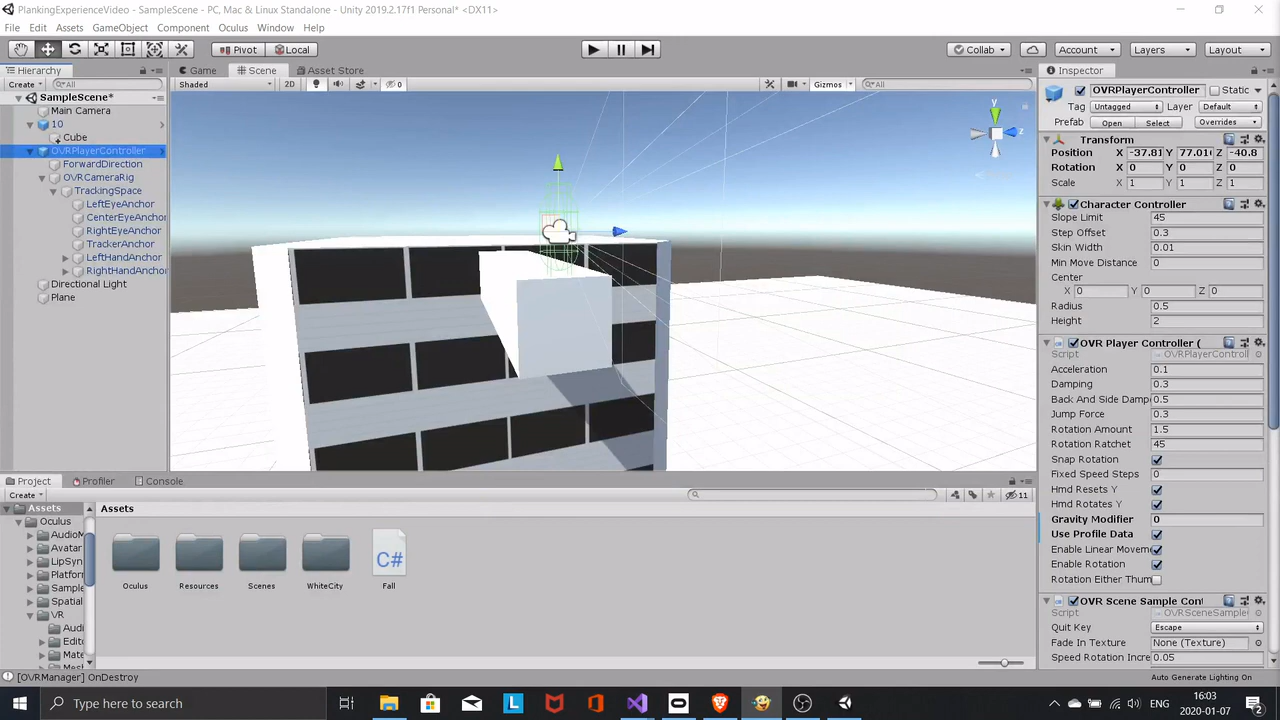 PlankingExperienceVideo - SampleScene - PC, Mac & Linux Standalone - Unity 2019.2.17f1 Personal* <DX11>
File Edit Assets GameObject Component Oculus Window Help
Pivot Local Collab Account Layers Layout
Hierarchy Game Scene Asset Store Inspector
Create All Shaded 2D 0 Gizmos All OVRPlayerController Static
SampleScene* Tag Untagged Layer Default
Main Camera Prefab Open Select Overrides
10 Transform
Cube Position X -37.81 Y 77.01 Z -40.8
OVRPlayerController Rotation X 0 Y 0 Z 0
ForwardDirection Scale X 1 Y 1 Z 1
OVRCameraRig Character Controller
TrackingSpace Slope Limit 45
LeftEyeAnchor Step Offset 0.3
CenterEyeAnchor Skin Width 0.01
RightEyeAnchor Min Move Distance 0
TrackerAnchor Center
LeftHandAnchor X 0 Y 0 Z 0
RightHandAnchor Radius 0.5
Directional Light Height 2
Plane OVR Player Controller (
Script OVRPlayerControll
Acceleration 0.1
Damping 0.3
Back And Side Dampe 0.5
Jump Force 0.3
Rotation Amount 1.5
Rotation Ratchet 45
Snap Rotation
Fixed Speed Steps 0
Hmd Resets Y
Hmd Rotates Y
Gravity Modifier 0
Use Profile Data
Enable Linear Movem
Enable Rotation
Rotation Either Thum
OVR Scene Sample Cont
Script OVRSceneSample
Quit Key Escape
Fade In Texture None (Texture)
Speed Rotation Incre 0.05
Project Profiler Console
Create 11
Assets Assets
Oculus
AudioM
Avatar
LipSyn
Platfor
Sample
Spatial
VR
Audi
Edito
Mate
Oculus Resources Scenes WhiteCity C# Fall
[OVRManager] OnDestroy Auto Generate Lighting On
Type here to search ENG 16:03
2020-01-07 2